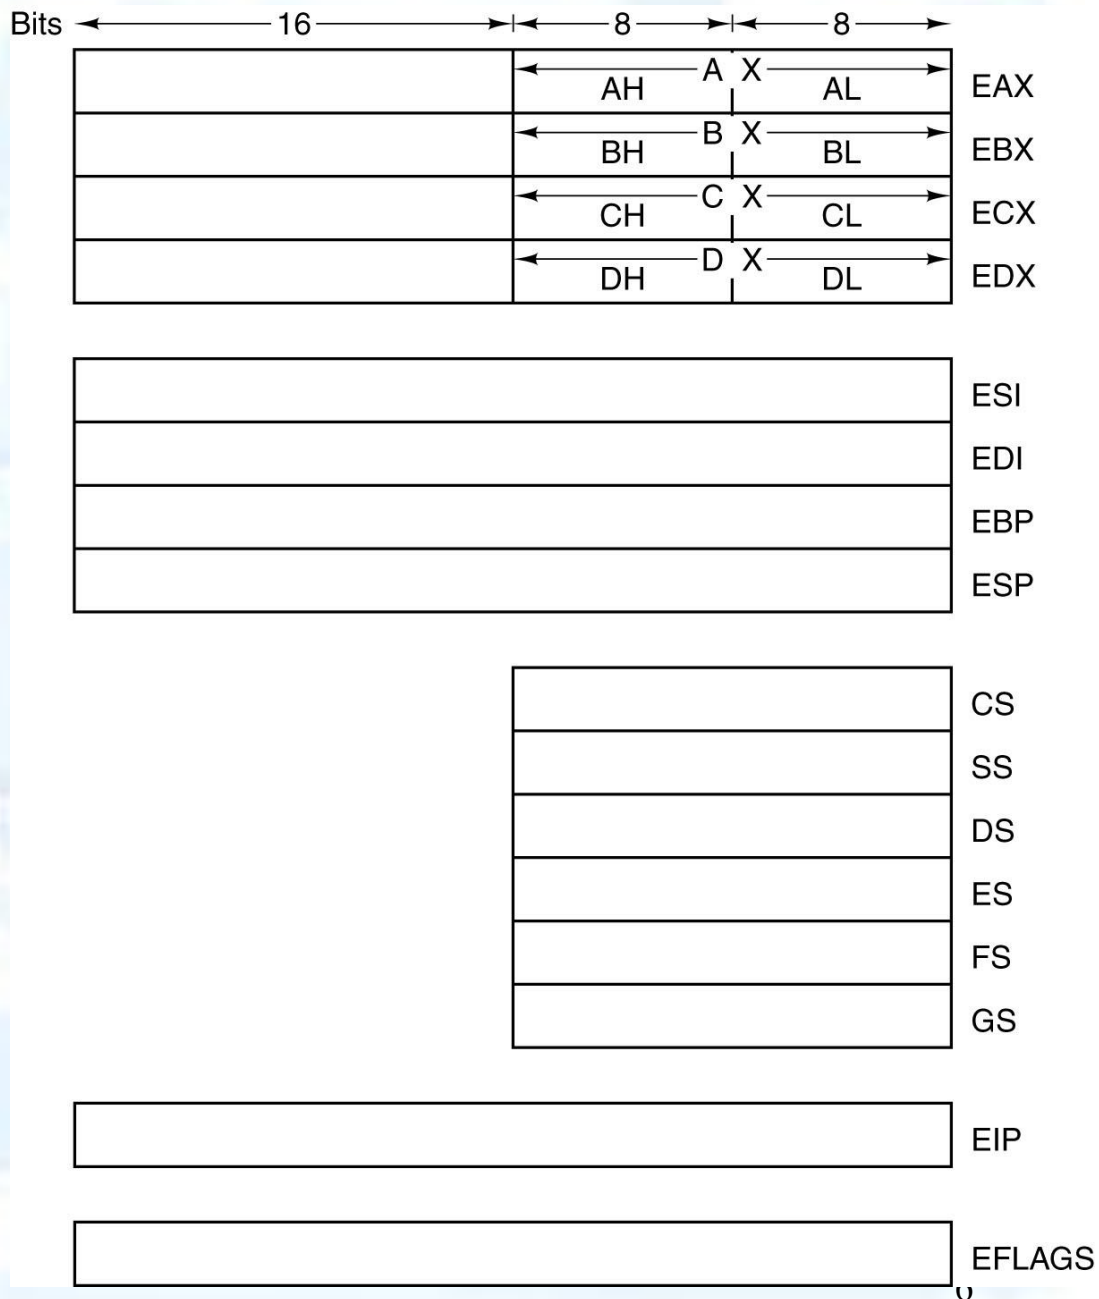 Bits 16 8 8
A X
AH AL EAX
B X
BH BL EBX
C X
CH CL ECX
D X
DH DL EDX
ESI
EDI
EBP
ESP
CS
SS
DS
ES
FS
GS
EIP
EFLAGS